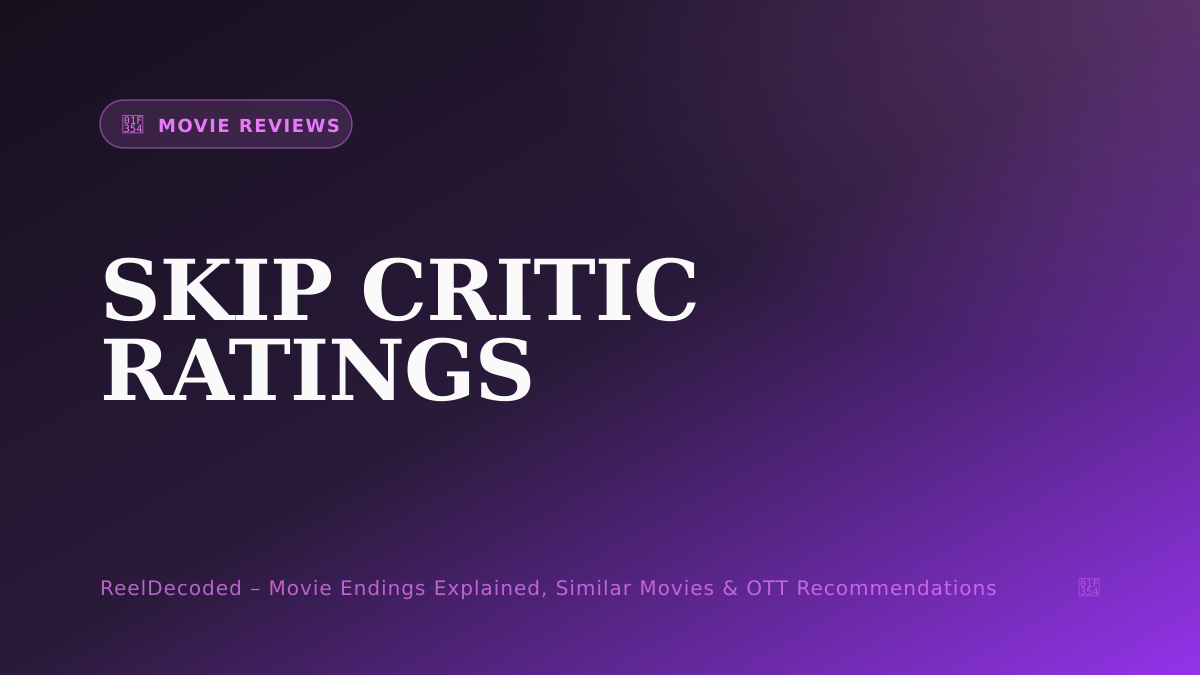 MOVIE REVIEWS
SKIP CRITIC
RATINGS
ReelDecoded – Movie Endings Explained, Similar Movies & OTT Recommendations